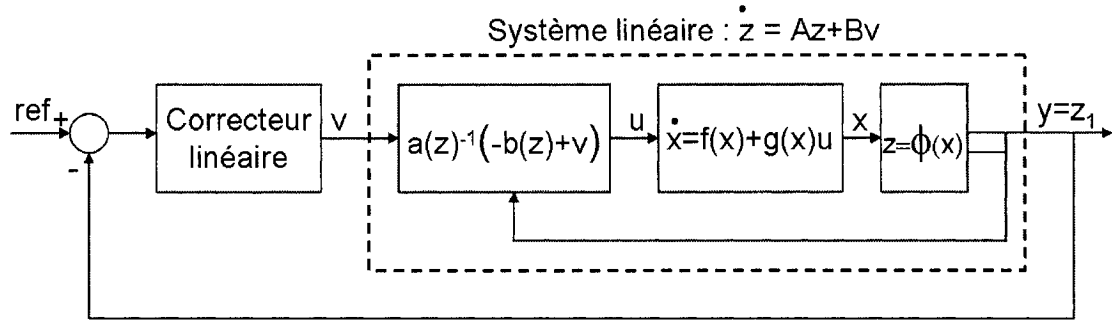 Système linéaire : ż = Az+Bv
ref
+
-
Correcteur
linéaire
v
a(z)⁻¹(-b(z)+v)
u
ẋ=f(x)+g(x)u
x
z=ϕ(x)
y=z₁